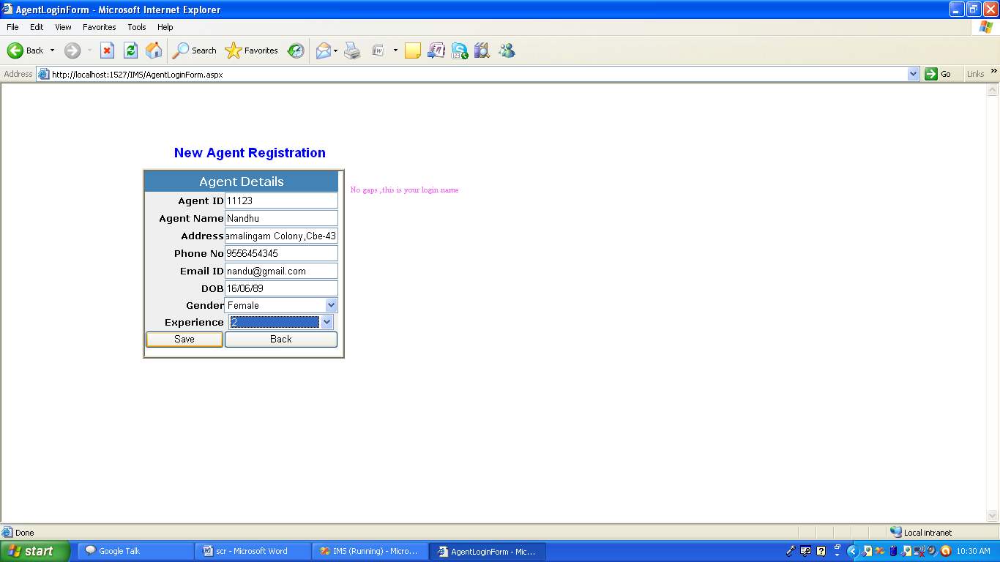 AgentLoginForm - Microsoft Internet Explorer
File Edit View Favorites Tools Help
Back Search Favorites
Address http://localhost:1527/IMS/AgentLoginForm.aspx Go Links »
New Agent Registration
Agent Details
No gaps ,this is your login name
Agent ID 11123
Agent Name Nandhu
Address amalingam Colony,Cbe-43
Phone No 9556454345
Email ID nandu@gmail.com
DOB 16/06/89
Gender Female
Experience 2
Save Back
Done Local intranet
start Google Talk scr - Microsoft Word IMS (Running) - Micro... AgentLoginForm - Mic... 10:30 AM